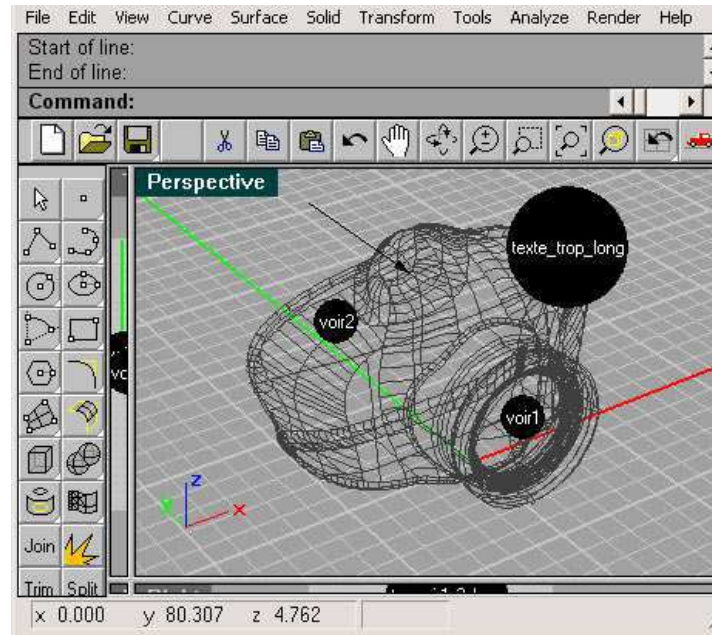 File Edit View Curve Surface Solid Transform Tools Analyze Render Help
Start of line:
End of line:
Command:
Perspective
texte_trop_long
voir2
voir1
z
y
x
Join
Trim Split
x 0.000 y 80.307 z 4.762